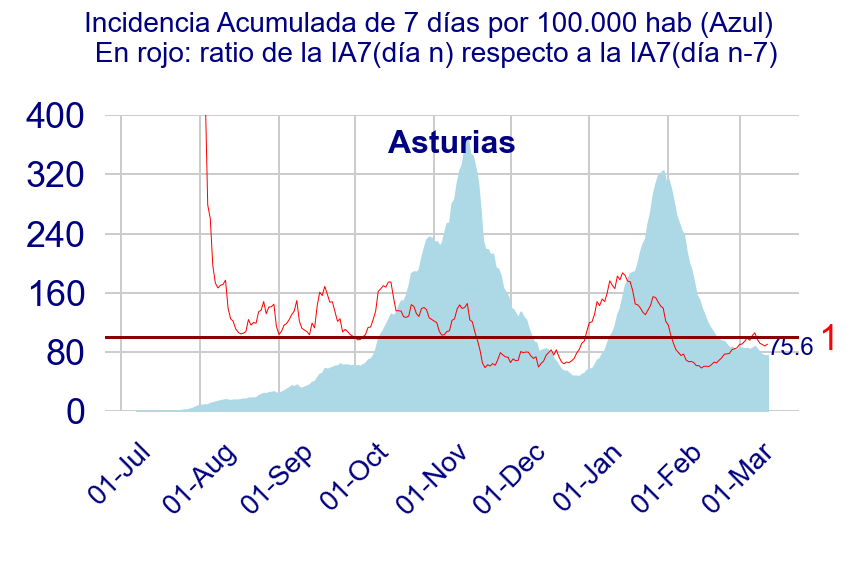 Incidencia Acumulada de 7 días por 100.000 hab (Azul)
En rojo: ratio de la IA7(día n) respecto a la IA7(día n-7)
Asturias
400
320
240
160
80
0
75.6
1
01-Jul
01-Aug
01-Sep
01-Oct
01-Nov
01-Dec
01-Jan
01-Feb
01-Mar